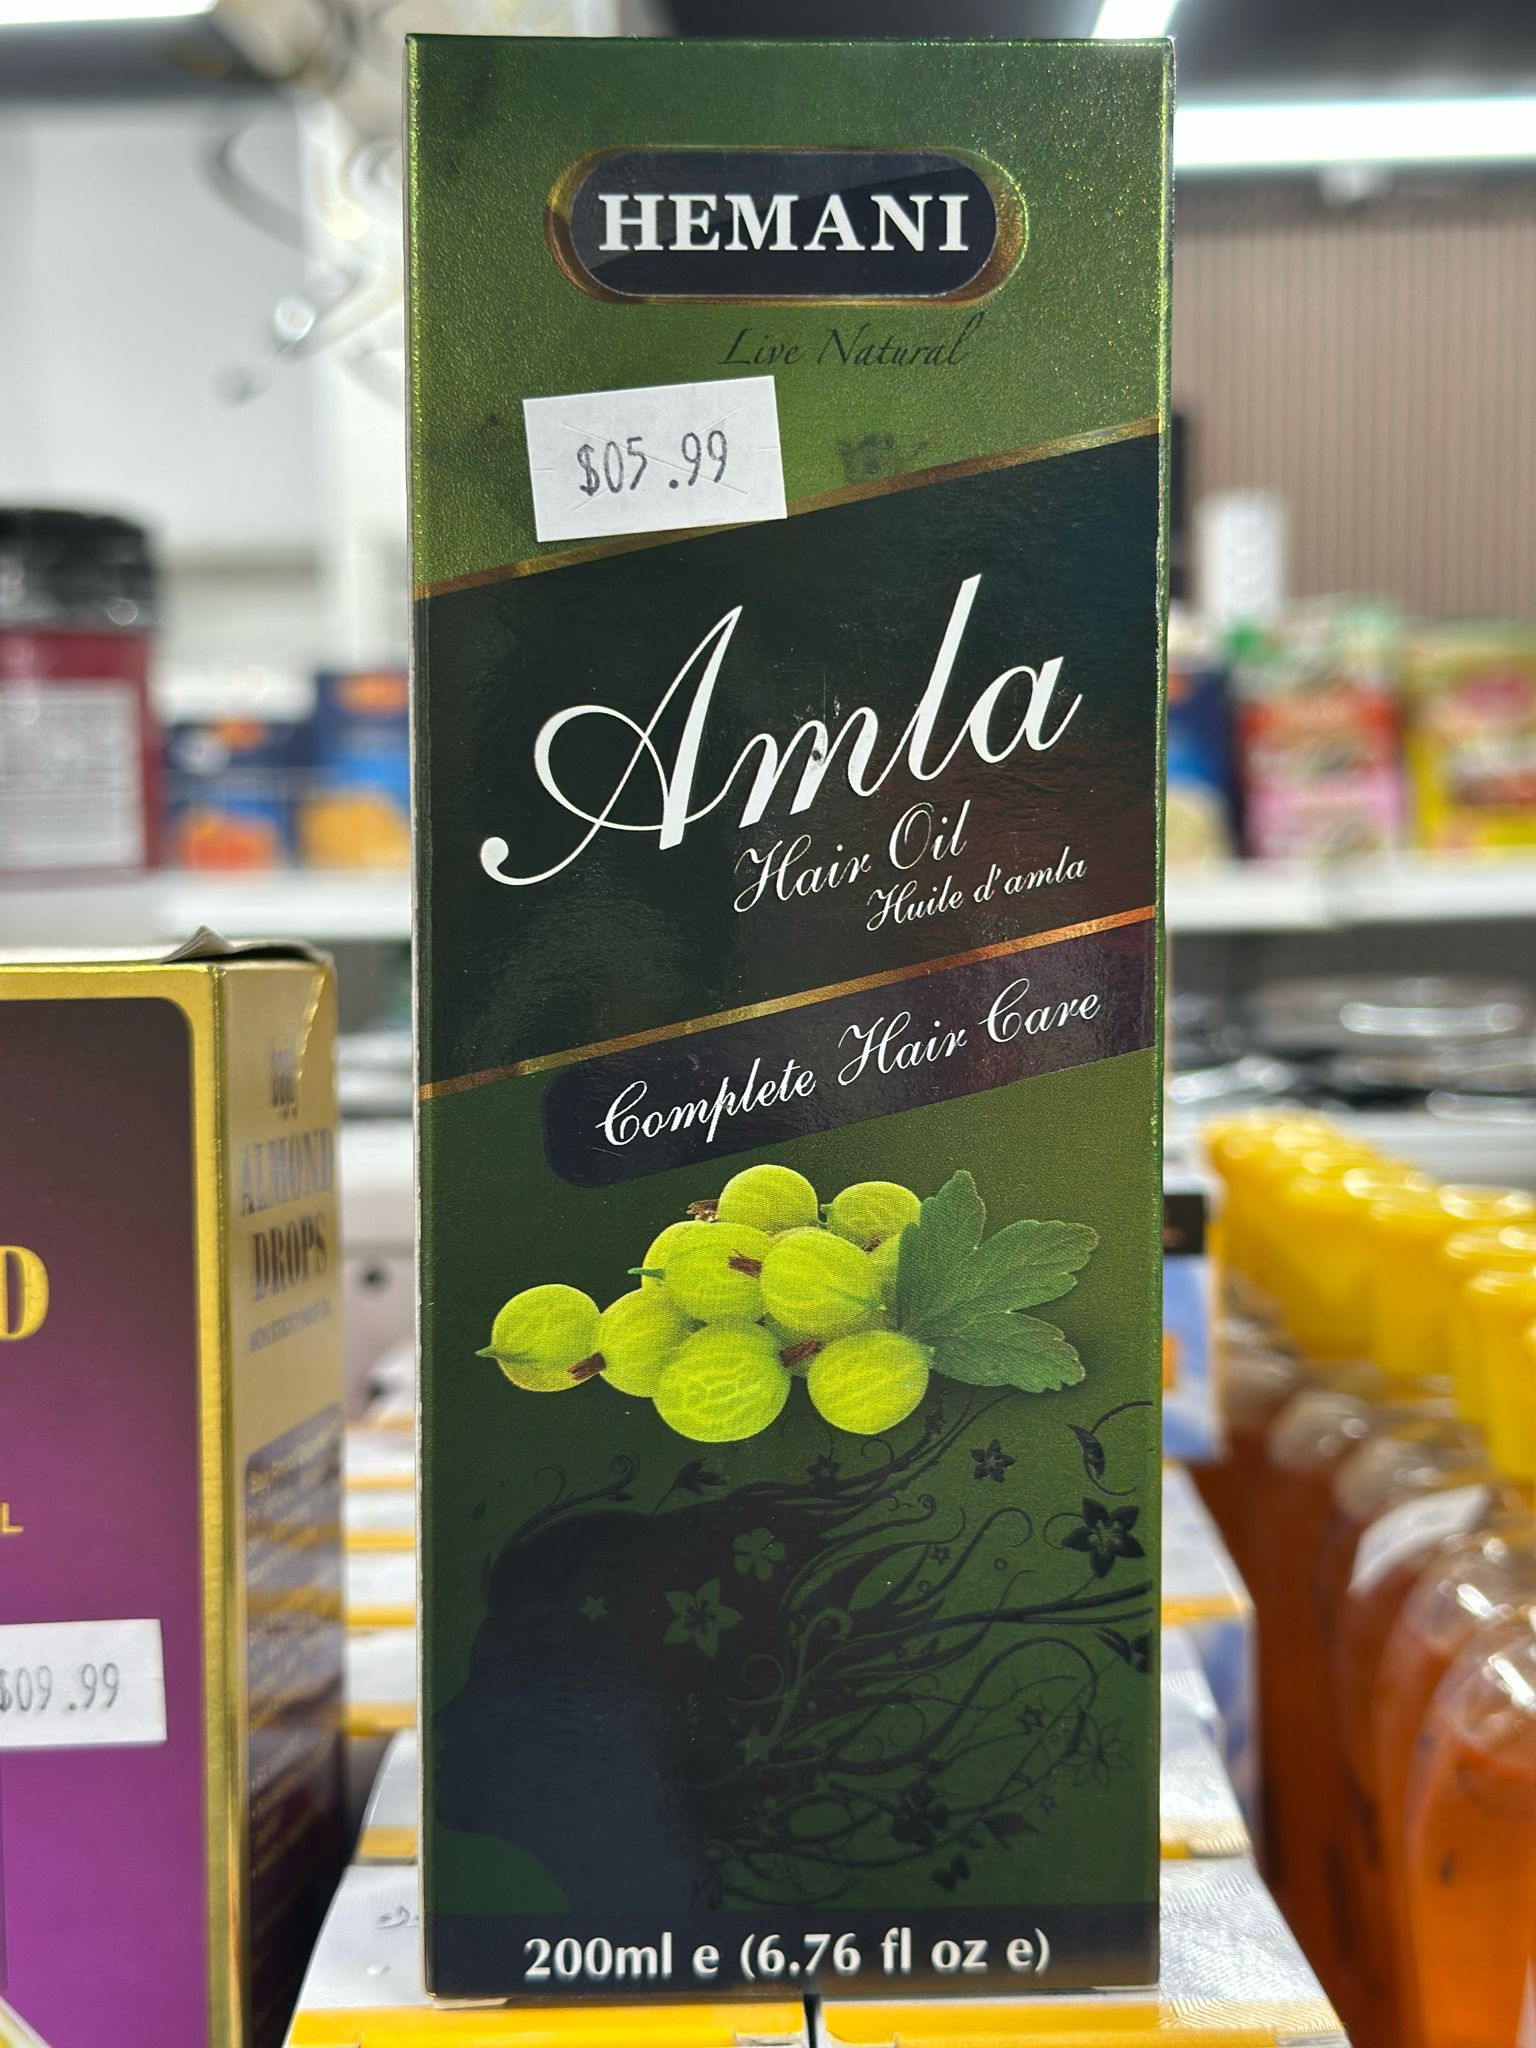 HEMANI
Live Natural
$05.99
Amla
Hair Oil
Huile d'amla
Complete Hair Care
200ml e (6.76 fl oz e)
ALMOND
DROPS
$09.99